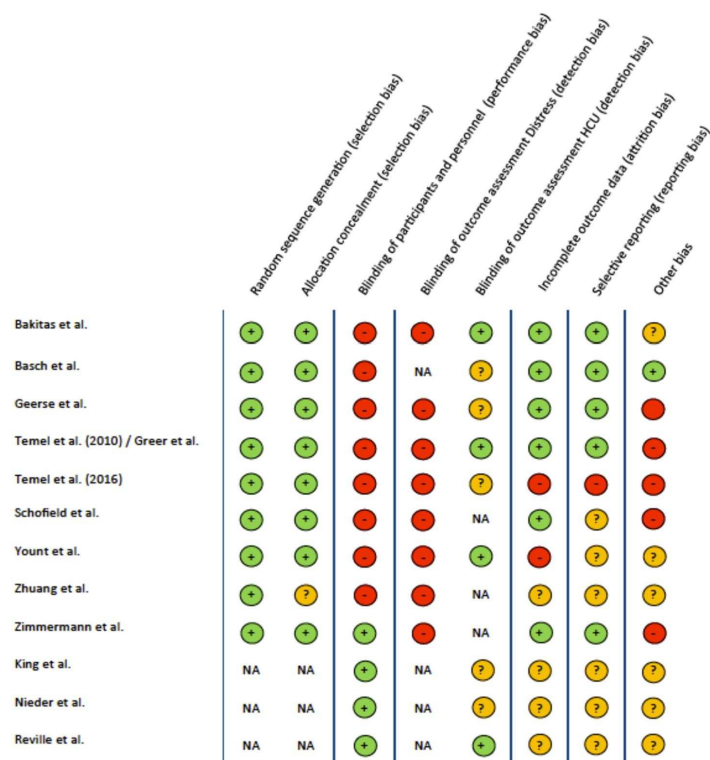 Random sequence generation (selection bias)
Allocation concealment (selection bias)
Blinding of participants and personnel (performance bias)
Blinding of outcome assessment Distress (detection bias)
Blinding of outcome assessment HCU (detection bias)
Incomplete outcome data (attrition bias)
Selective reporting (reporting bias)
Other bias
Bakitas et al. + + - - + + + ?
Basch et al. + + - NA ? + + +
Geerse et al. + + - - ? + +
Temel et al. (2010) / Greer et al. + + - - + + + -
Temel et al. (2016) + + - - ? - - -
Schofield et al. + + - - NA + ? -
Yount et al. + + - - + - ? ?
Zhuang et al. + ? - - NA ? ? ?
Zimmermann et al. + + + - NA + + -
King et al. NA NA + NA ? ? ? ?
Nieder et al. NA NA + NA ? ? ? ?
Reville et al. NA NA + NA + ? ? ?